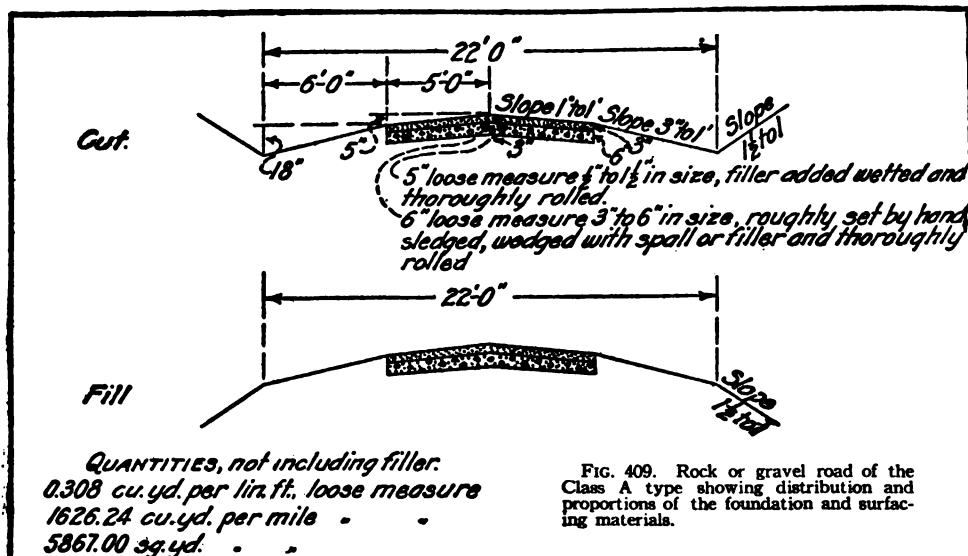 22'0"
6'-0" 5'-0"
Slope 1" to 1' Slope 3" to 1' Slope 1½ to 1
Cut.
18" 5" 3" 6" 3"
5" loose measure ½" to 1½" in size, filler added wetted and
thoroughly rolled.
6" loose measure 3" to 6" in size, roughly set by hand,
sledged, wedged with spall or filler and thoroughly
rolled
22'-0"
Fill
Slope
1½ to 1
QUANTITIES, not including filler.
0.308 cu. yd. per lin. ft. loose measure
1626.24 cu. yd. per mile " "
5867.00 sq. yd. " "
FIG. 409. Rock or gravel road of the
Class A type showing distribution and
proportions of the foundation and surfac-
ing materials.